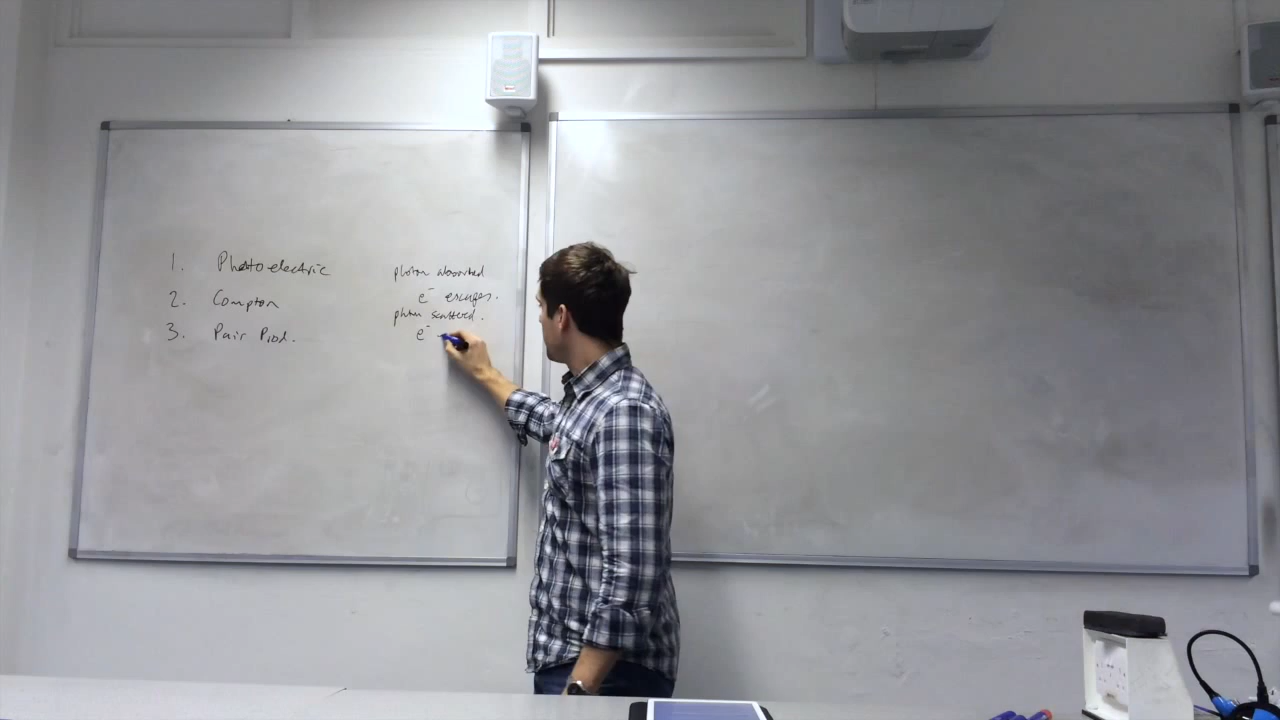 1. Photoelectric
photon absorbed
e⁻ escapes.
2. Compton
photon scattered.
3. Pair Prod.
e⁻